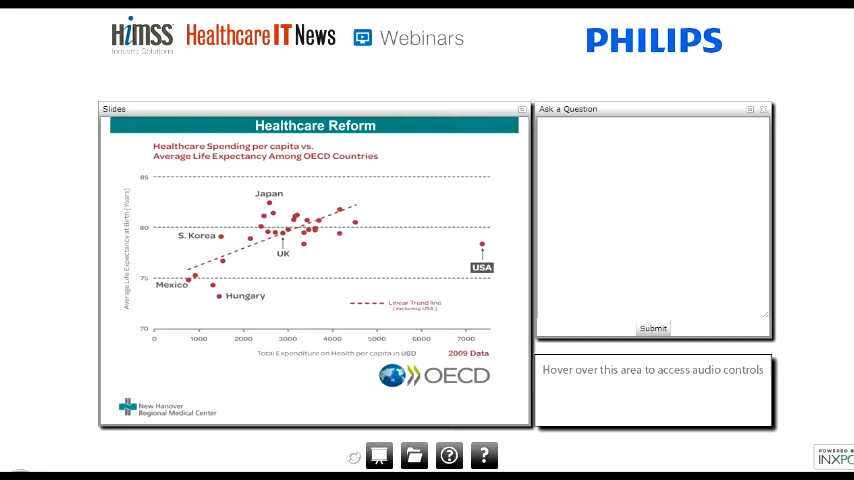 HiMSS
Industry Solutions
Healthcare IT News
Webinars
PHILIPS
Slides
Healthcare Reform
Healthcare Spending per capita vs.
Average Life Expectancy Among OECD Countries
Average Life Expectancy at Birth (Years)
85
80
75
70
Japan
S. Korea
UK
USA
Mexico
Hungary
Linear Trend line
( excluding USA )
0 1000 2000 3000 4000 5000 6000 7000
Total Expenditure on Health per capita in USD
2009 Data
OECD
New Hanover
Regional Medical Center
Ask a Question
Submit
Hover over this area to access audio controls
? ?
POWERED B
INXPO